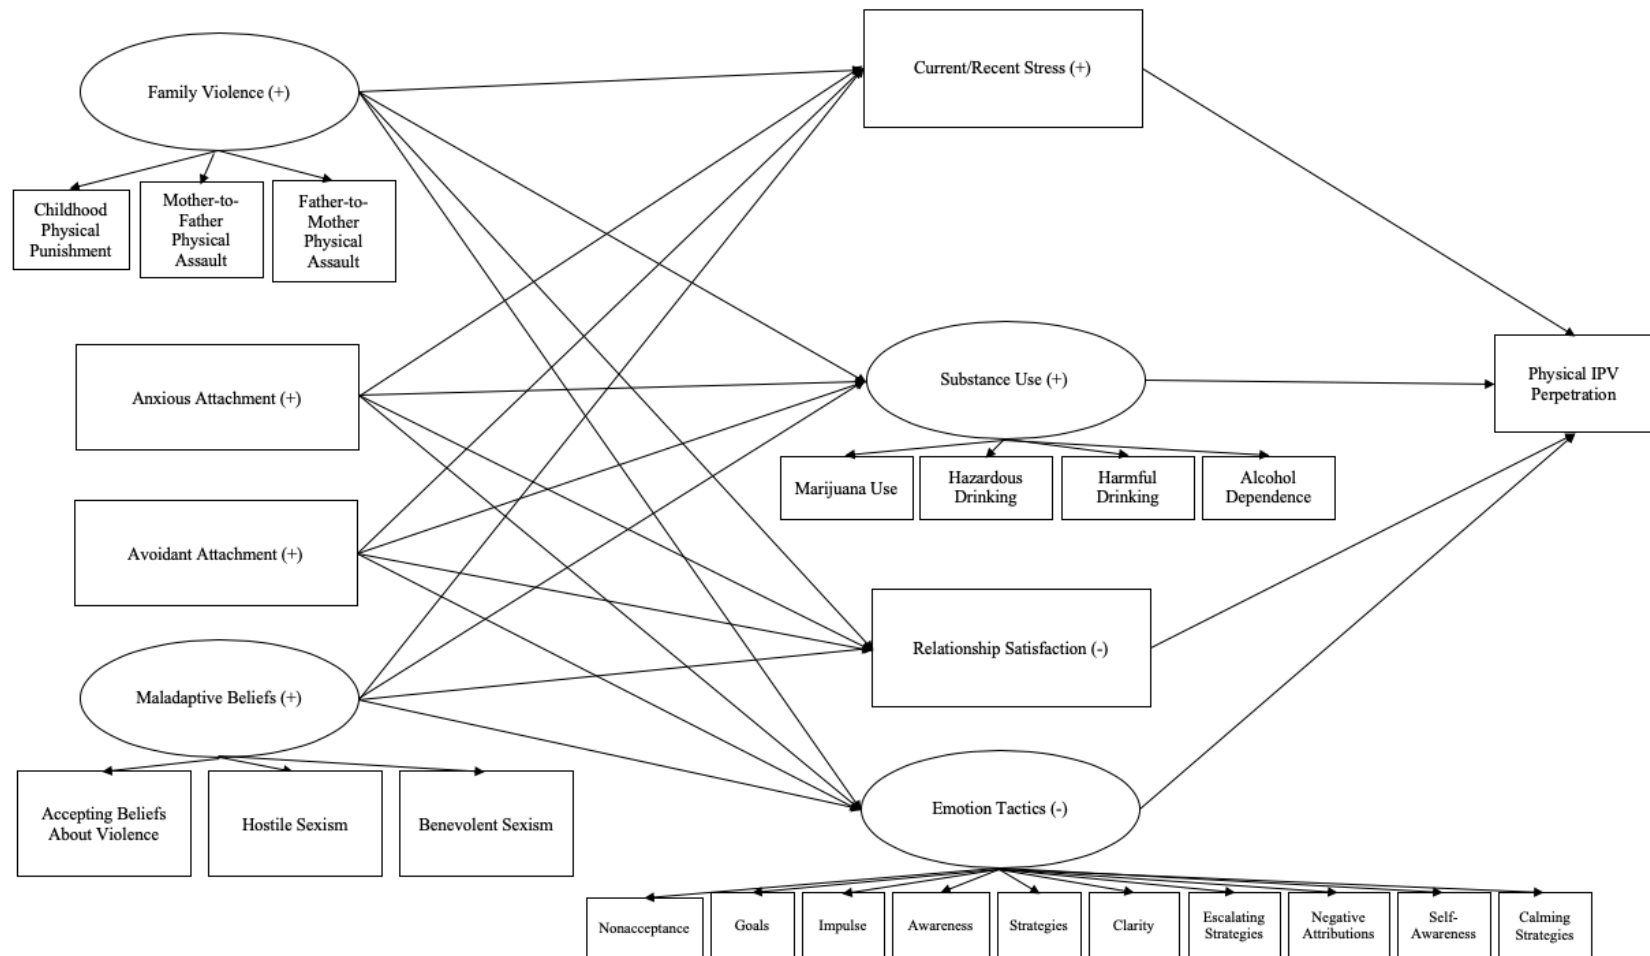 Family Violence (+)
Childhood
Physical
Punishment
Mother-to-
Father
Physical
Assault
Father-to-
Mother
Physical
Assault
Anxious Attachment (+)
Avoidant Attachment (+)
Maladaptive Beliefs (+)
Accepting Beliefs
About Violence
Hostile Sexism
Benevolent Sexism
Current/Recent Stress (+)
Substance Use (+)
Marijuana Use
Hazardous
Drinking
Harmful
Drinking
Alcohol
Dependence
Relationship Satisfaction (-)
Emotion Tactics (-)
Nonacceptance
Goals
Impulse
Awareness
Strategies
Clarity
Escalating
Strategies
Negative
Attributions
Self-
Awareness
Calming
Strategies
Physical IPV
Perpetration